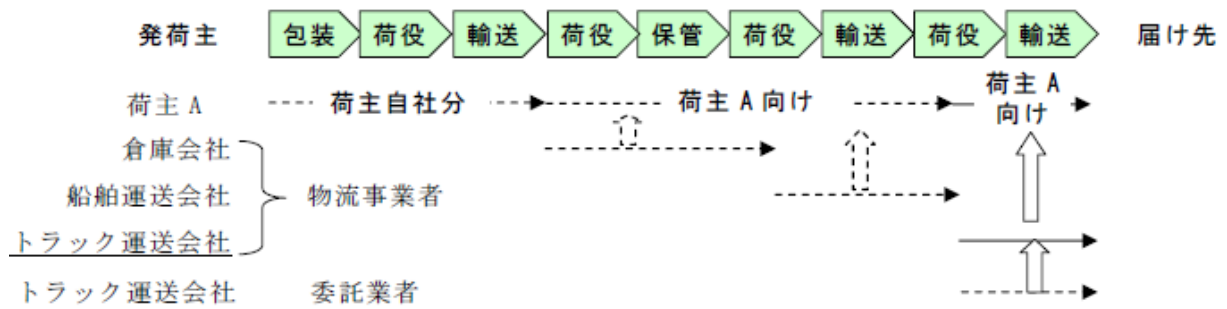 発荷主 包装 荷役 輸送 荷役 保管 荷役 輸送 荷役 輸送 届け先
荷主A 荷主自社分 荷主A向け 荷主A
向け
倉庫会社
船舶運送会社 物流事業者
トラック運送会社
トラック運送会社 委託業者